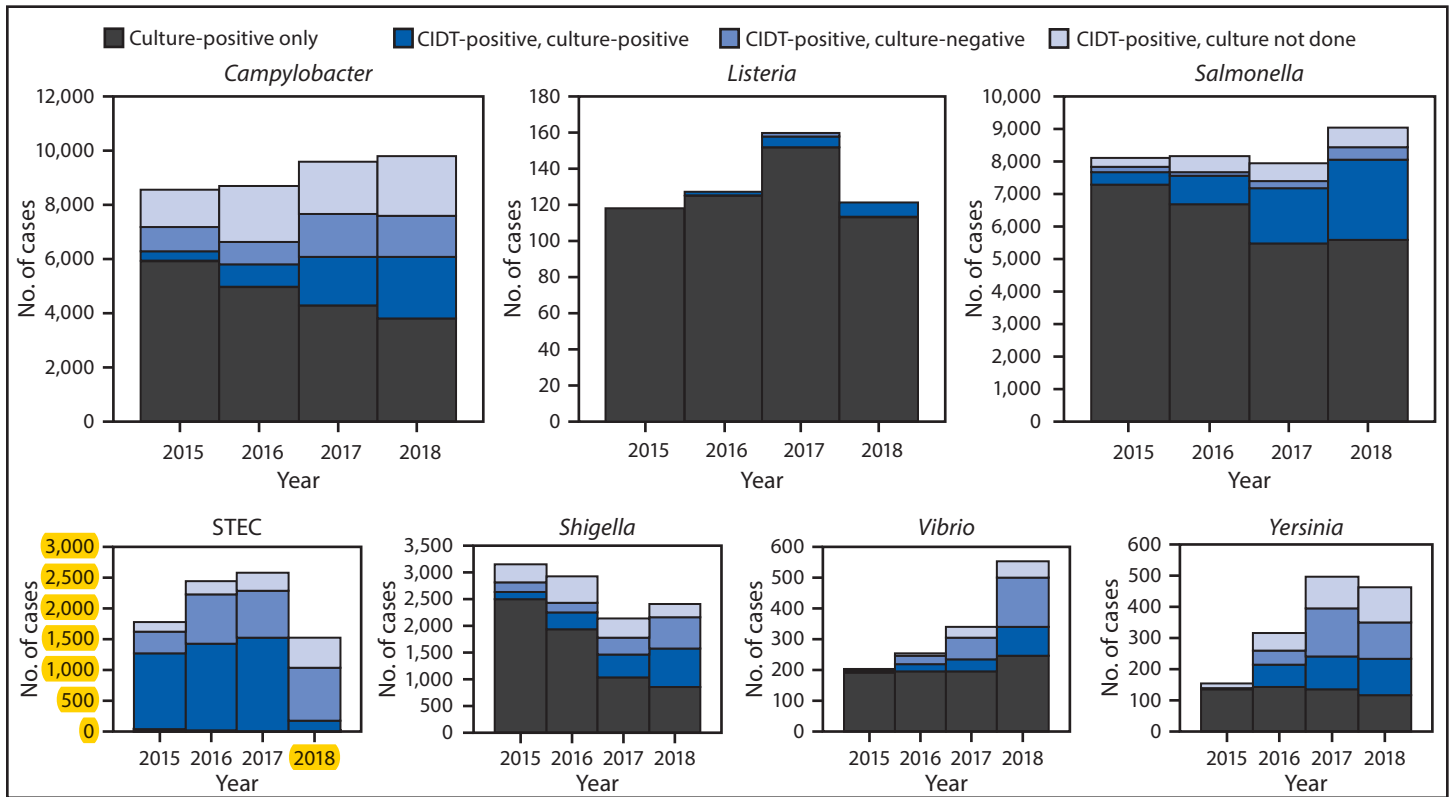 Culture-positive only CIDT-positive, culture-positive CIDT-positive, culture-negative CIDT-positive, culture not done
Campylobacter
No. of cases
12,000
10,000
8,000
6,000
4,000
2,000
0
2015 2016 2017 2018
Year
Listeria
No. of cases
180
160
140
120
100
80
60
40
20
0
2015 2016 2017 2018
Year
Salmonella
No. of cases
10,000
9,000
8,000
7,000
6,000
5,000
4,000
3,000
2,000
1,000
0
2015 2016 2017 2018
Year
STEC
No. of cases
3,000
2,500
2,000
1,500
1,000
500
0
2015 2016 2017 2018
Year
Shigella
No. of cases
3,500
3,000
2,500
2,000
1,500
1,000
500
0
2015 2016 2017 2018
Year
Vibrio
No. of cases
600
500
400
300
200
100
0
2015 2016 2017 2018
Year
Yersinia
No. of cases
600
500
400
300
200
100
0
2015 2016 2017 2018
Year